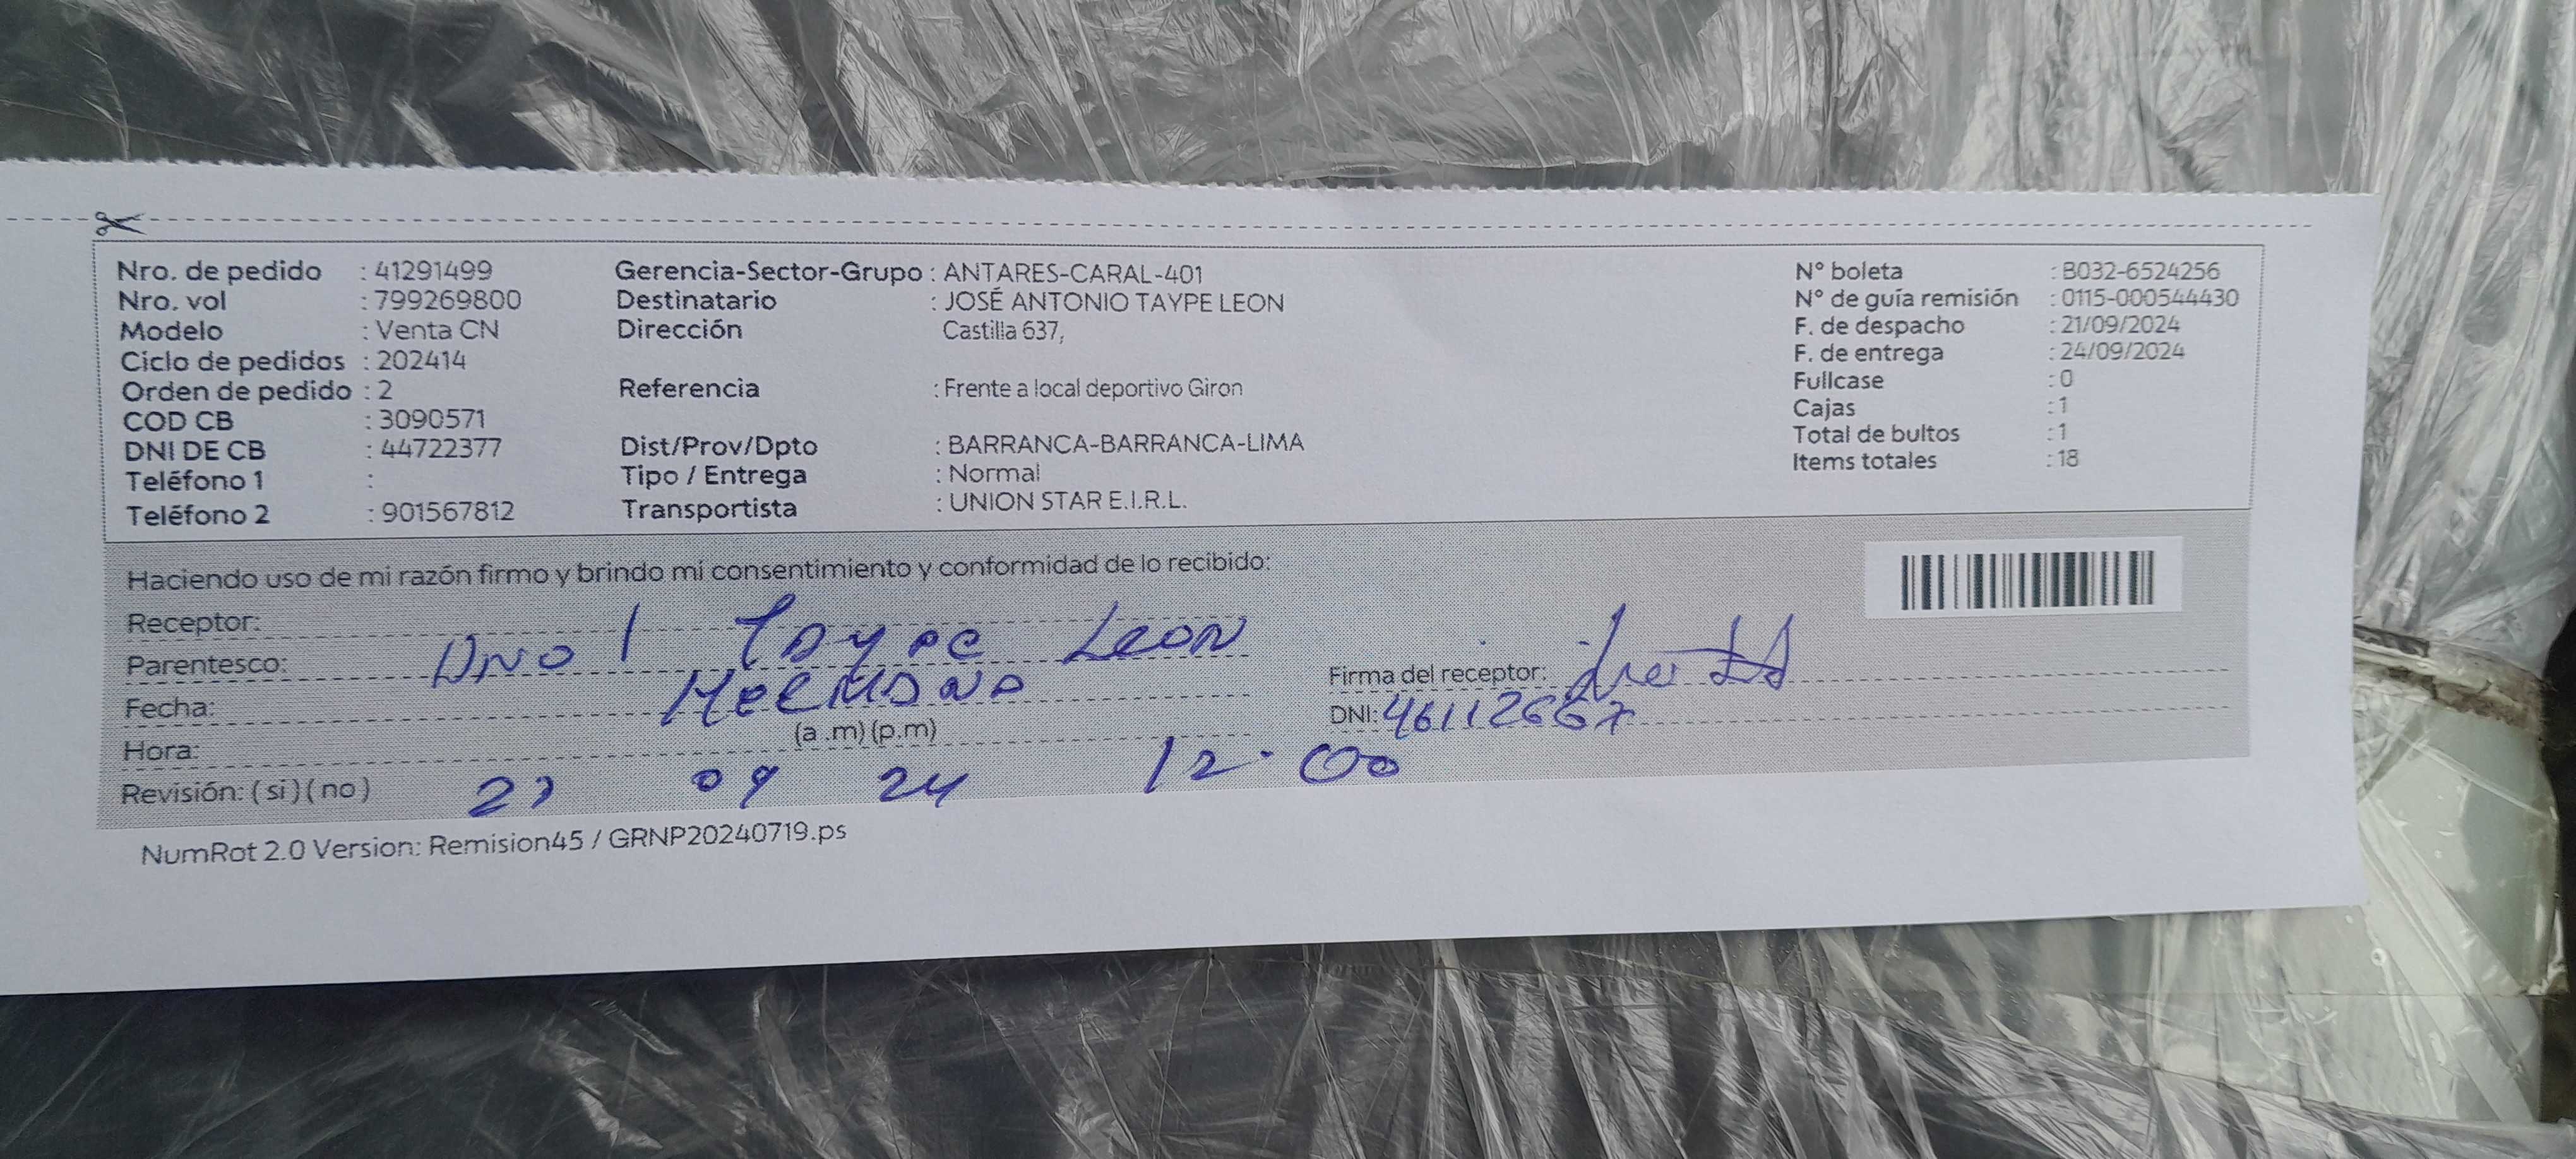 Nro. de pedido : 41291499
Nro. vol : 799269800
Modelo : Venta CN
Ciclo de pedidos : 202414
Orden de pedido : 2
COD CB : 3090571
DNI DE CB : 44722377
Teléfono 1 :
Teléfono 2 : 901567812
Gerencia-Sector-Grupo : ANTARES-CARAL-401
Destinatario : JOSÉ ANTONIO TAYPE LEON
Dirección Castilla 637,
Referencia : Frente a local deportivo Giron
Dist/Prov/Dpto : BARRANCA-BARRANCA-LIMA
Tipo / Entrega : Normal
Transportista : UNION STAR E.I.R.L.
N° boleta : B032-6524256
N° de guía remisión : 0115-000544430
F. de despacho : 21/09/2024
F. de entrega : 24/09/2024
Fullcase : 0
Cajas : 1
Total de bultos : 1
Items totales : 18
Haciendo uso de mi razón firmo y brindo mi consentimiento y conformidad de lo recibido:
Receptor:
Taype Leon
Parentesco:
Hermano
Fecha:
(a .m) (p.m)
Hora:
09 24 12.00
Revisión: ( si ) ( no )
Firma del receptor:
DNI: 46112667
NumRot 2.0 Version: Remision45 / GRNP20240719.ps